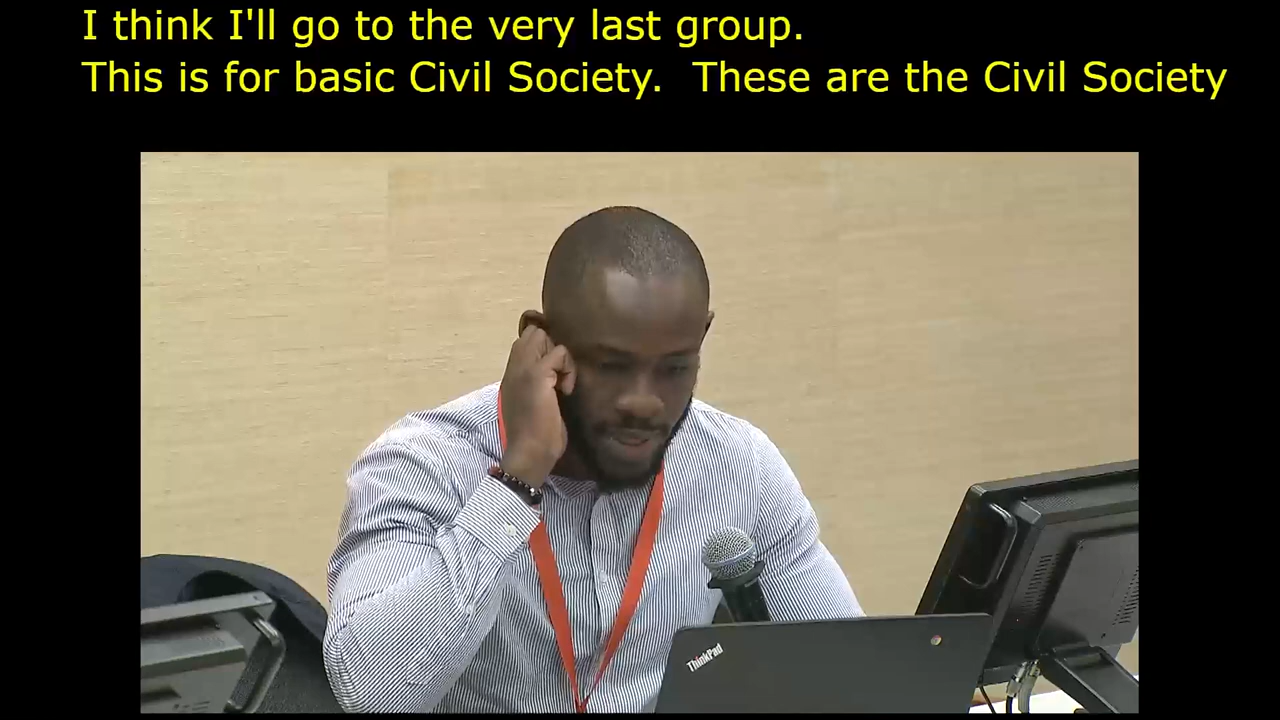 I think I'll go to the very last group.
This is for basic Civil Society.  These are the Civil Society
ThinkPad